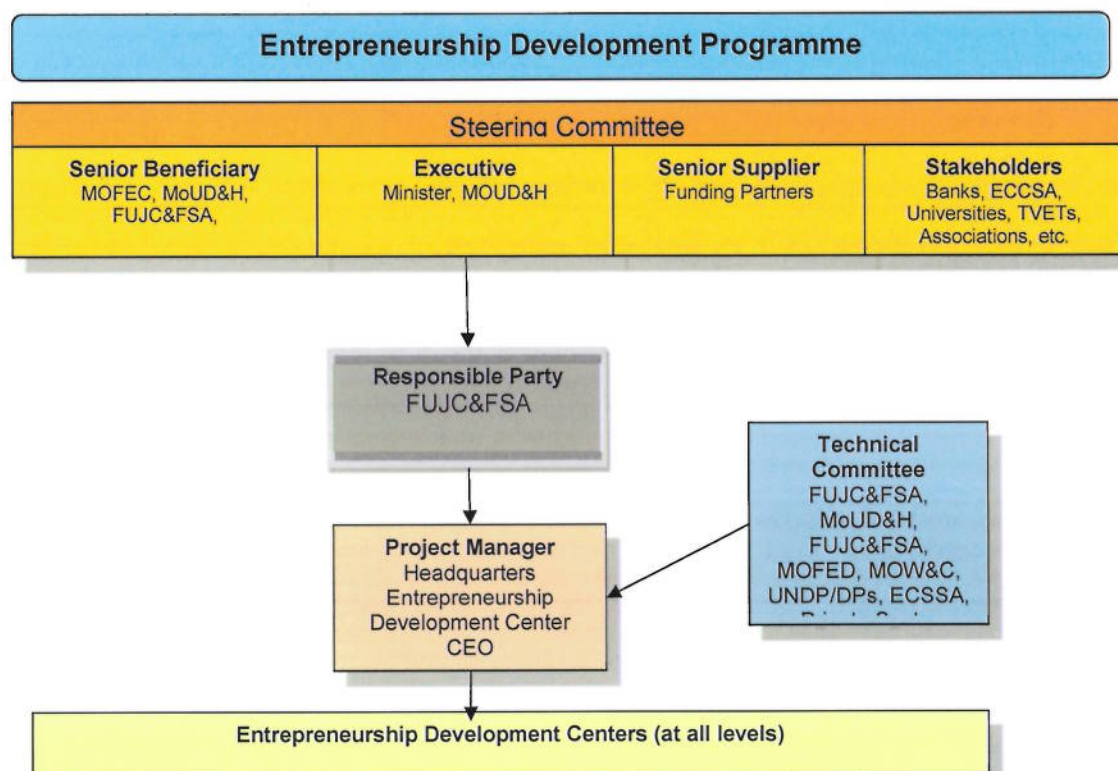 Entrepreneurship Development Programme
Steering Committee
Senior Beneficiary
MOFEC, MoUD&H,
FUJC&FSA,
Executive
Minister, MOUD&H
Senior Supplier
Funding Partners
Stakeholders
Banks, ECCSA,
Universities, TVETs,
Associations, etc.
Responsible Party
FUJC&FSA
Technical
Committee
FUJC&FSA,
MoUD&H,
FUJC&FSA,
MOFED, MOW&C,
UNDP/DPs, ECSSA,
Project Manager
Headquarters
Entrepreneurship
Development Center
CEO
Entrepreneurship Development Centers (at all levels)